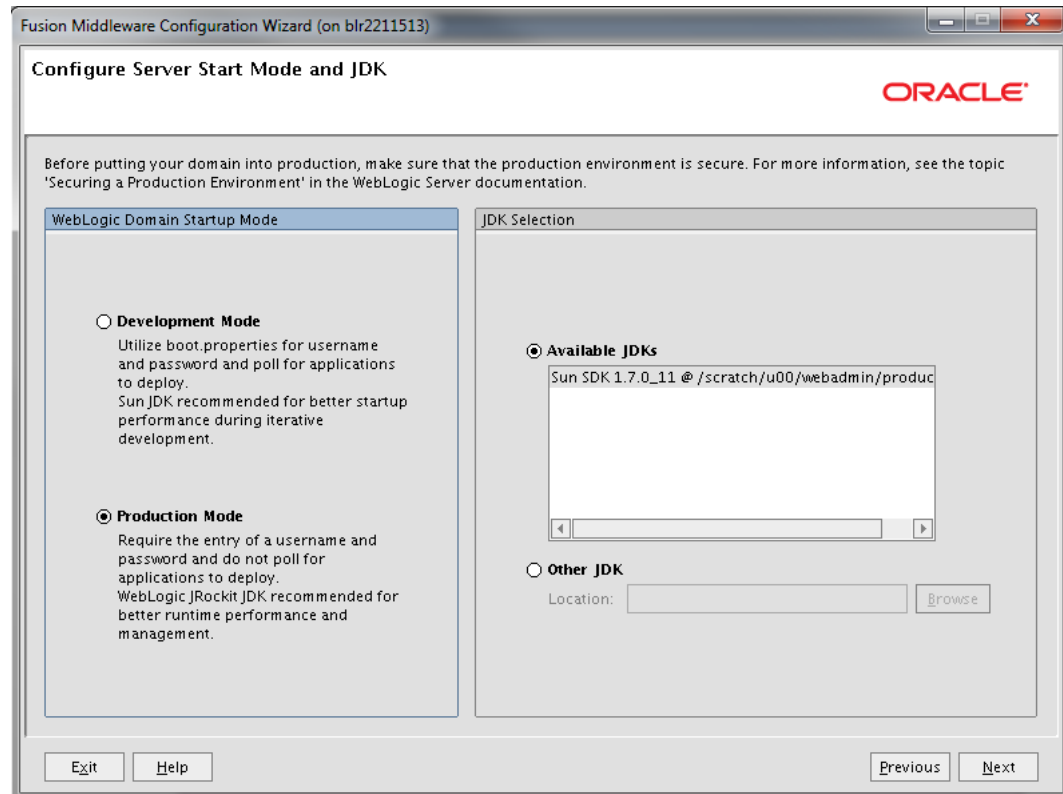 Fusion Middleware Configuration Wizard (on blr2211513)
Configure Server Start Mode and JDK
ORACLE
Before putting your domain into production, make sure that the production environment is secure. For more information, see the topic
'Securing a Production Environment' in the WebLogic Server documentation.
WebLogic Domain Startup Mode
Development Mode
Utilize boot.properties for username
and password and poll for applications
to deploy.
Sun JDK recommended for better startup
performance during iterative
development.
Production Mode
Require the entry of a username and
password and do not poll for
applications to deploy.
WebLogic JRockit JDK recommended for
better runtime performance and
management.
JDK Selection
Available JDKs
Sun SDK 1.7.0_11 @ /scratch/u00/webadmin/produc
Other JDK
Location:
Browse
Exit
Help
Previous
Next